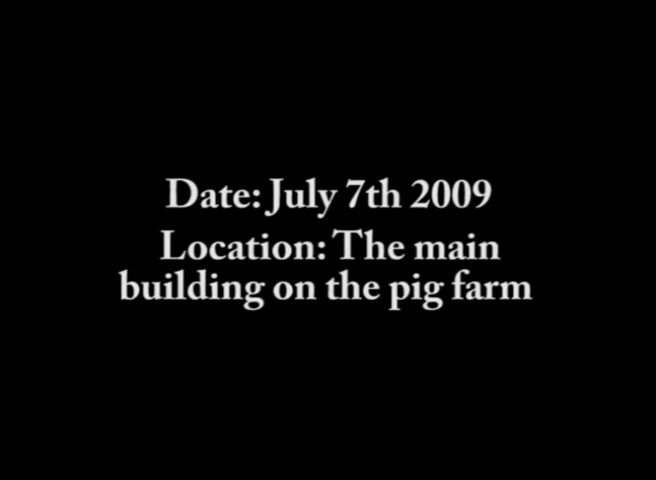 Date: July 7th 2009
Location: The main
building on the pig farm